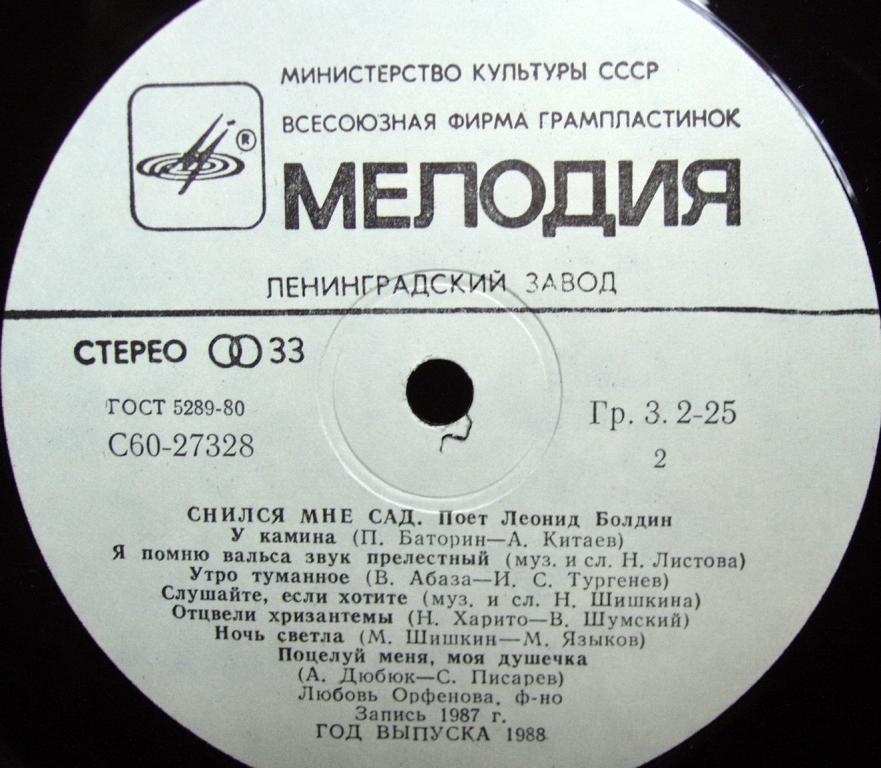 МИНИСТЕРСТВО КУЛЬТУРЫ СССР
ВСЕСОЮЗНАЯ ФИРМА ГРАМПЛАСТИНОК
®
МЕЛОДИЯ
ЛЕНИНГРАДСКИЙ ЗАВОД
СТЕРЕО 33
ГОСТ 5289-80
Гр. 3. 2-25
С60-27328
2
СНИЛСЯ МНЕ САД. Поет Леонид Болдин
У камина (П. Баторин—А. Китаев)
Я помню вальса звук прелестный (муз. и сл. Н. Листова)
Утро туманное (В. Абаза—И. С. Тургенев)
Слушайте, если хотите (муз. и сл. Н. Шишкина)
Отцвели хризантемы (Н. Харито—В. Шумский)
Ночь светла (М. Шишкин—М. Языков)
Поцелуй меня, моя душечка
(А. Дюбюк—С. Писарев)
Любовь Орфенова, ф-но
Запись 1987 г.
ГОД ВЫПУСКА 1988